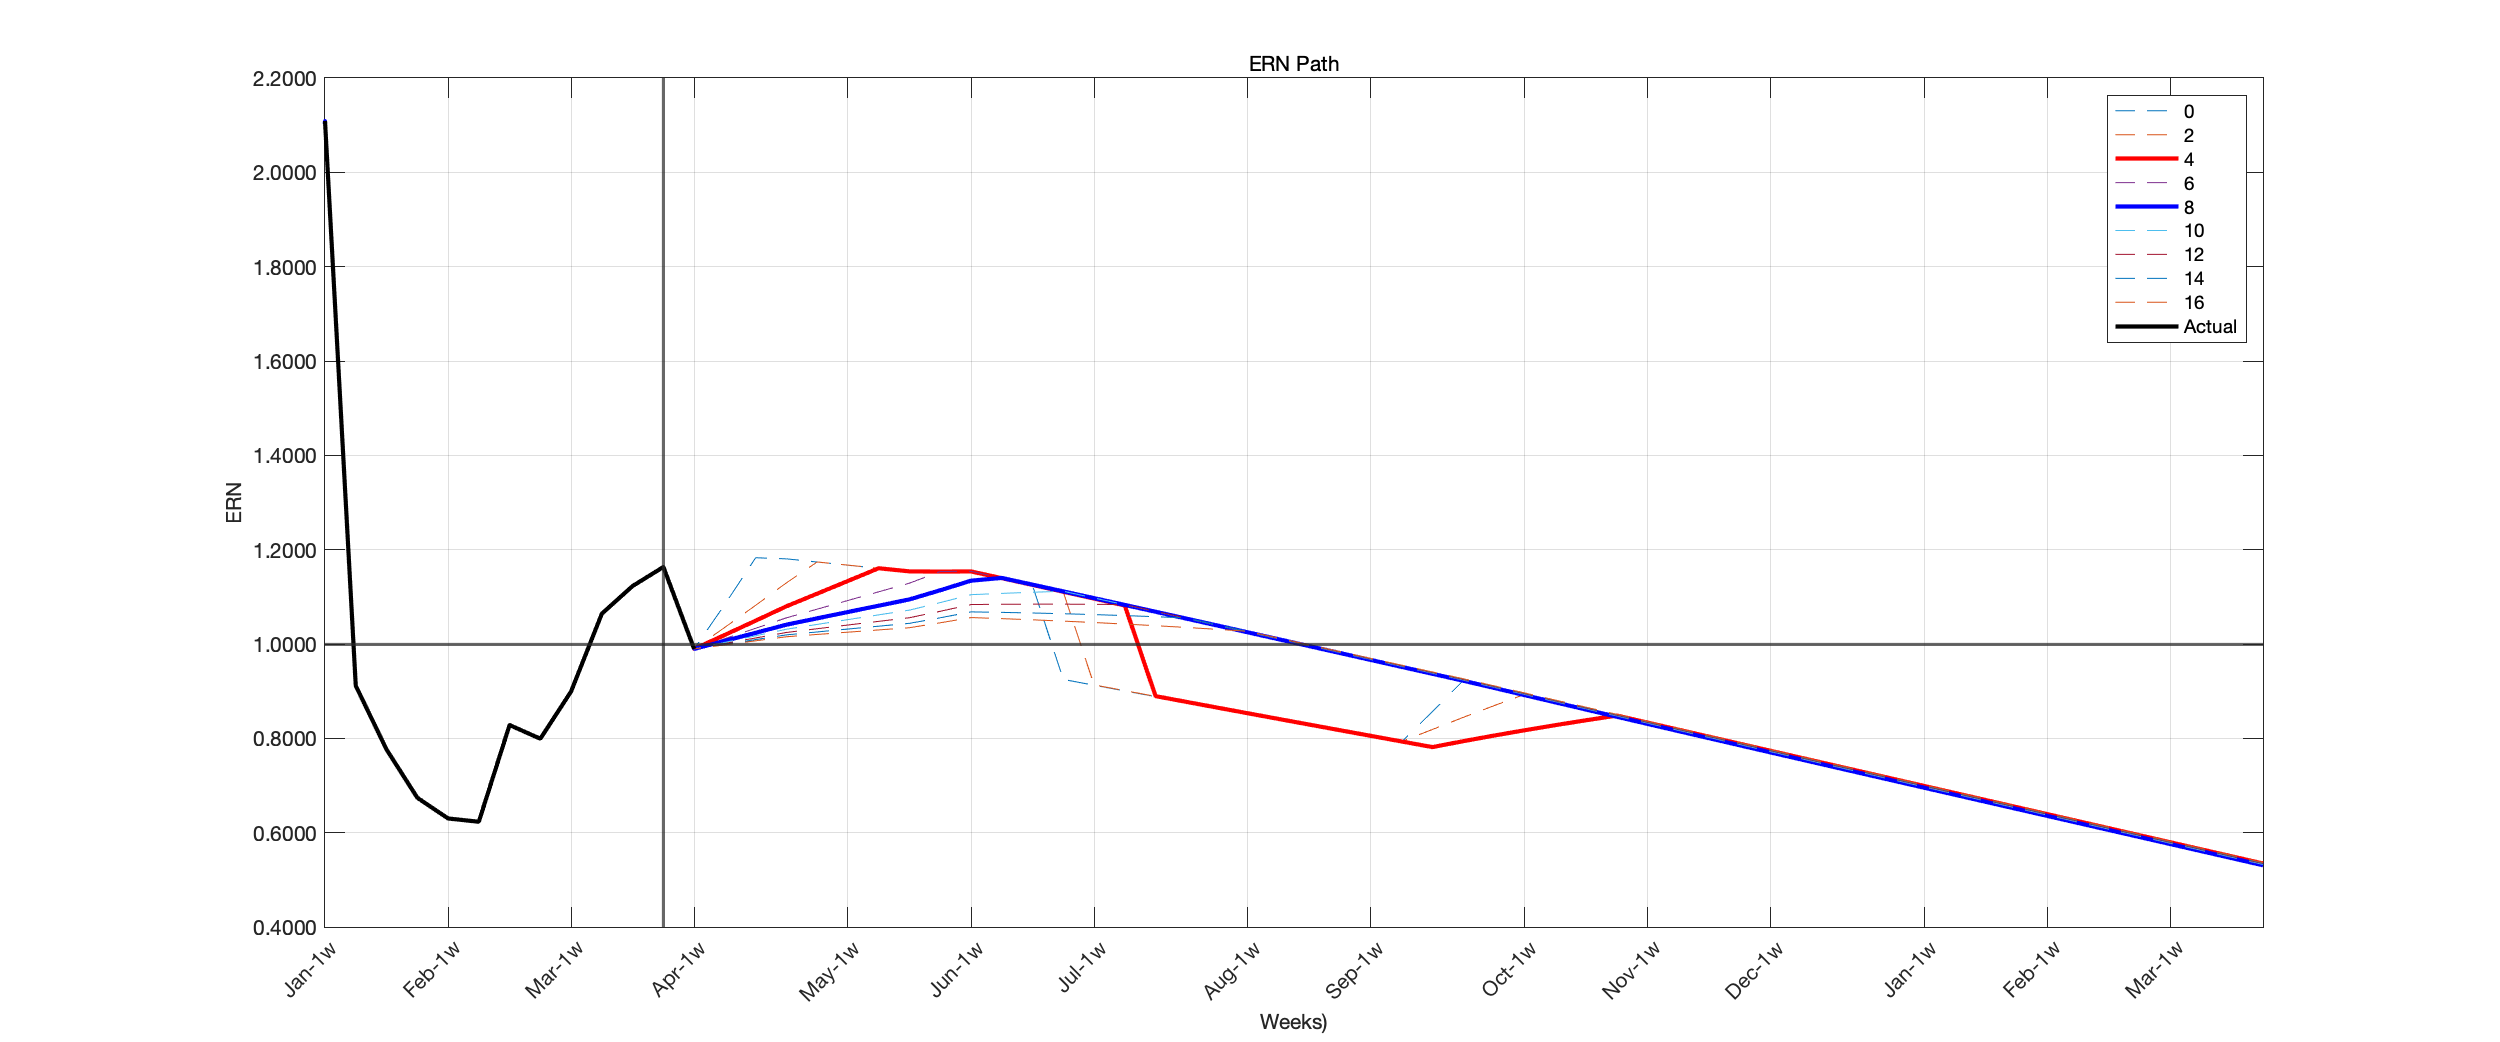 ERN Path
2.2000
2.0000
1.8000
1.6000
1.4000
1.2000
1.0000
0.8000
0.6000
0.4000
ERN
0
2
4
6
8
10
12
14
16
Actual
Jan-1w
Feb-1w
Mar-1w
Apr-1w
May-1w
Jun-1w
Jul-1w
Aug-1w
Sep-1w
Oct-1w
Nov-1w
Dec-1w
Jan-1w
Feb-1w
Mar-1w
Weeks)